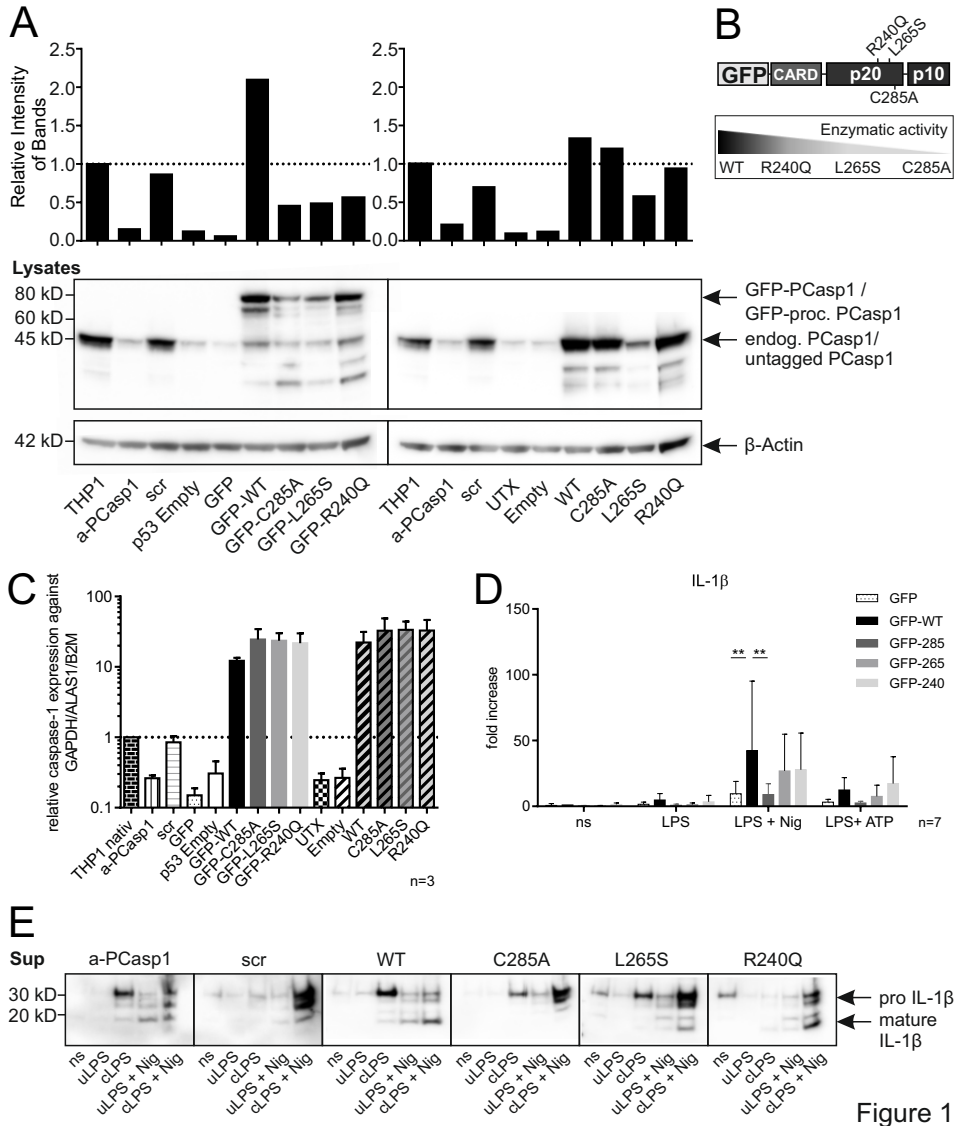 A
Relative Intensity
of Bands
2.5
2.0
1.5
1.0
0.5
0.0
2.5
2.0
1.5
1.0
0.5
0.0
Lysates
80 kD
60 kD
45 kD
42 kD
GFP-PCasp1 /
GFP-proc. PCasp1
endog. PCasp1/
untagged PCasp1
β-Actin
THP1
a-PCasp1
scr
p53 Empty
GFP
GFP-WT
GFP-C285A
GFP-L265S
GFP-R240Q
THP1
a-PCasp1
scr
UTX
Empty
WT
C285A
L265S
R240Q
B
R240Q
L265S
GFP CARD p20 p10
C285A
Enzymatic activity
WT R240Q L265S C285A
C
relative caspase-1 expression against
GAPDH/ALAS1/B2M
100
10
1
0.1
THP1 nativ
a-PCasp1
scr
GFP
p53 Empty
GFP-WT
GFP-C285A
GFP-L265S
GFP-R240Q
UTX
Empty
WT
C285A
L265S
R240Q
n=3
D
IL-1β
fold increase
150
100
50
0
** **
GFP
GFP-WT
GFP-285
GFP-265
GFP-240
ns LPS LPS + Nig LPS+ ATP
n=7
E
Sup
a-PCasp1 scr WT C285A L265S R240Q
30 kD
20 kD
pro IL-1β
mature
IL-1β
ns
uLPS
cLPS
uLPS + Nig
cLPS + Nig
ns
uLPS
cLPS
uLPS + Nig
cLPS + Nig
ns
uLPS
cLPS
uLPS + Nig
cLPS + Nig
ns
uLPS
cLPS
uLPS + Nig
cLPS + Nig
ns
uLPS
cLPS
uLPS + Nig
cLPS + Nig
ns
uLPS
cLPS
uLPS + Nig
cLPS + Nig
Figure 1